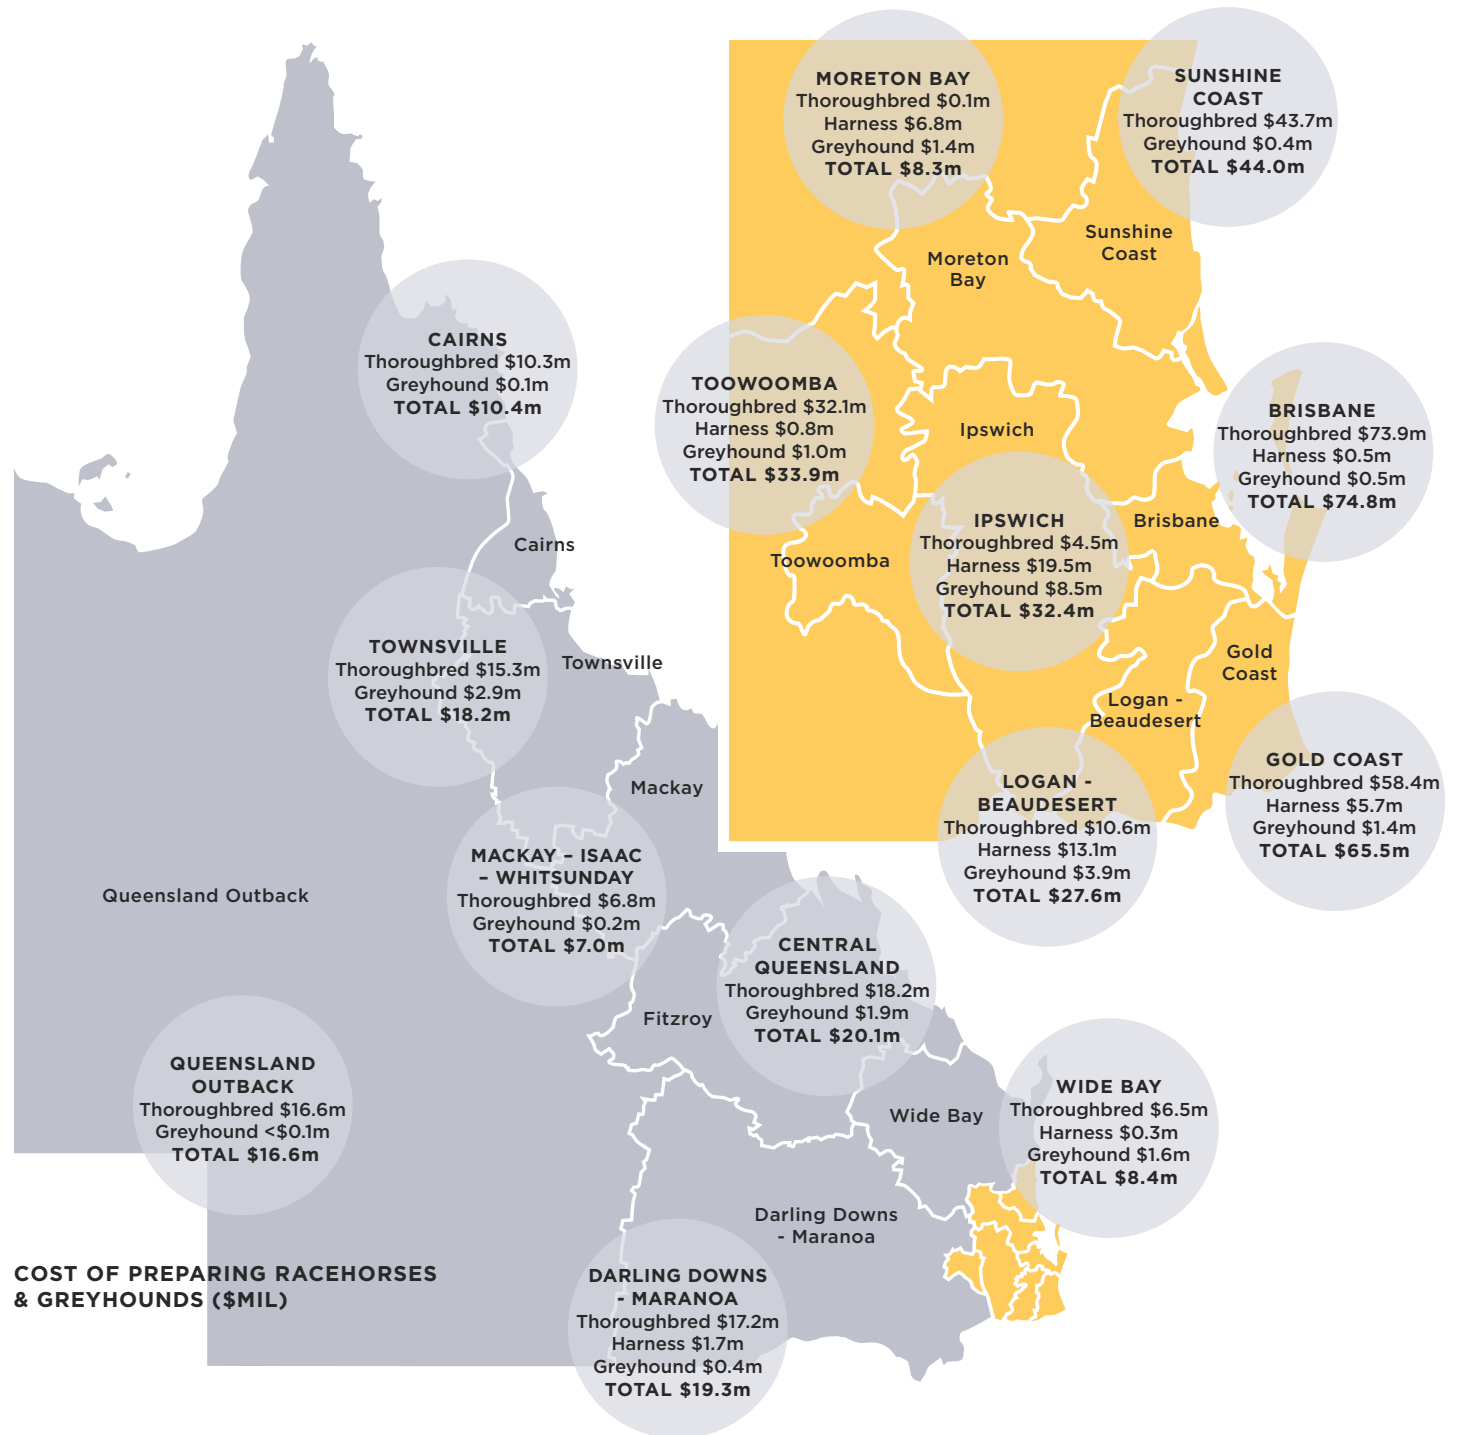 MORETON BAY
Thoroughbred $0.1m
Harness $6.8m
Greyhound $1.4m
TOTAL $8.3m
SUNSHINE
COAST
Thoroughbred $43.7m
Greyhound $0.4m
TOTAL $44.0m
Sunshine
Coast
Moreton
Bay
CAIRNS
Thoroughbred $10.3m
Greyhound $0.1m
TOTAL $10.4m
TOOWOOMBA
Thoroughbred $32.1m
Harness $0.8m
Greyhound $1.0m
TOTAL $33.9m
Ipswich
BRISBANE
Thoroughbred $73.9m
Harness $0.5m
Greyhound $0.5m
TOTAL $74.8m
IPSWICH
Thoroughbred $4.5m
Harness $19.5m
Greyhound $8.5m
TOTAL $32.4m
Brisbane
Cairns
Toowoomba
TOWNSVILLE
Thoroughbred $15.3m
Greyhound $2.9m
TOTAL $18.2m
Townsville
Gold
Coast
Logan -
Beaudesert
GOLD COAST
Thoroughbred $58.4m
Harness $5.7m
Greyhound $1.4m
TOTAL $65.5m
LOGAN -
BEAUDESERT
Thoroughbred $10.6m
Harness $13.1m
Greyhound $3.9m
TOTAL $27.6m
Mackay
MACKAY – ISAAC
– WHITSUNDAY
Thoroughbred $6.8m
Greyhound $0.2m
TOTAL $7.0m
Queensland Outback
CENTRAL
QUEENSLAND
Thoroughbred $18.2m
Greyhound $1.9m
TOTAL $20.1m
Fitzroy
QUEENSLAND
OUTBACK
Thoroughbred $16.6m
Greyhound <$0.1m
TOTAL $16.6m
Wide Bay
WIDE BAY
Thoroughbred $6.5m
Harness $0.3m
Greyhound $1.6m
TOTAL $8.4m
Darling Downs
- Maranoa
DARLING DOWNS
- MARANOA
Thoroughbred $17.2m
Harness $1.7m
Greyhound $0.4m
TOTAL $19.3m
COST OF PREPARING RACEHORSES
& GREYHOUNDS ($MIL)